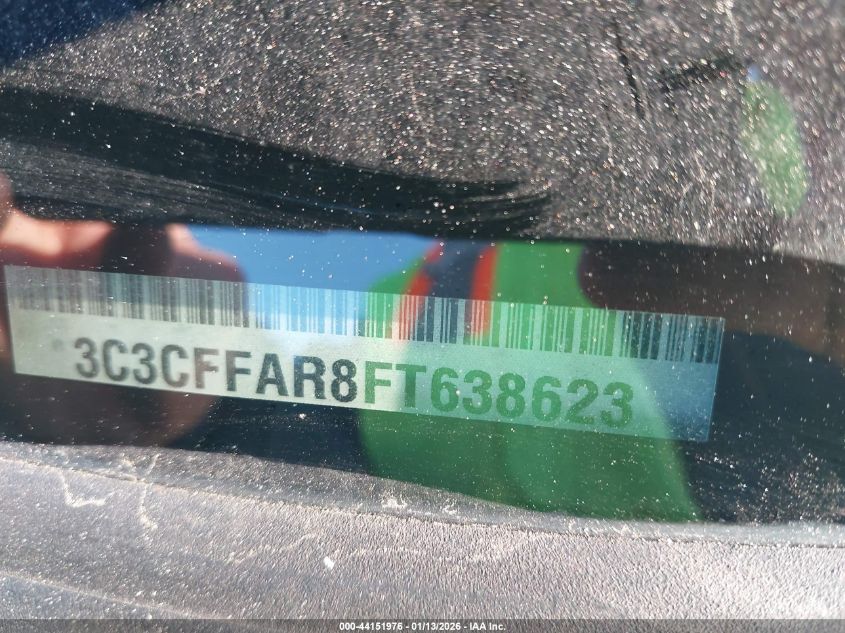 3C3CFFAR8FT638623
000-44151976 - 01/13/2026 - IAA Inc.